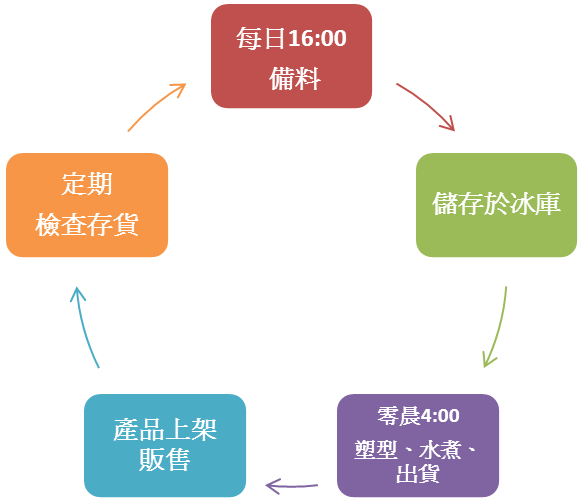 每日16:00
備料
儲存於冰庫
零晨4:00
塑型、水煮、
出貨
產品上架
販售
定期
檢查存貨